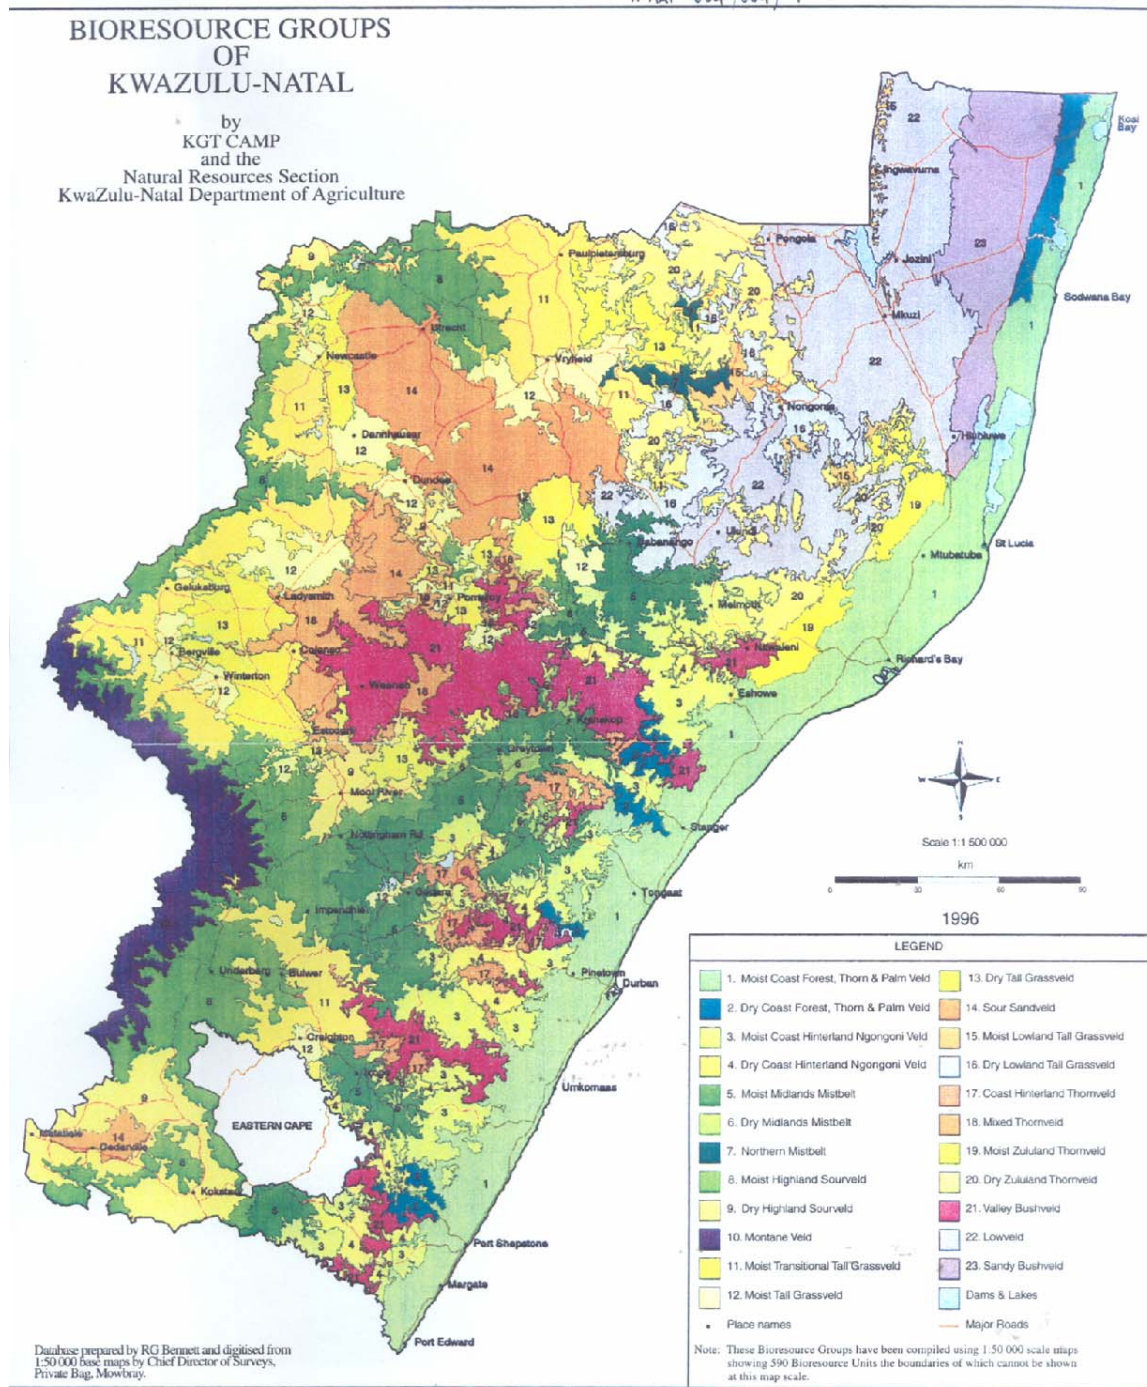 BIORESOURCE GROUPS
OF
KWAZULU-NATAL
by
KGT CAMP
and the
Natural Resources Section
KwaZulu-Natal Department of Agriculture
Kosi
Bay
Ingwavuma
Pongola
Paulpietersburg
Jozini
Sodwana Bay
Mkuzi
Utrecht
Newcastle
Vryheid
Nongoma
Dannhauser
Hluhluwe
Dundee
Ulundi
Babanango
St Lucia
Mtubatuba
Geluksburg
Ladysmith
Pomeroy
Melmoth
Bergville
Colenso
Richard's Bay
Winterton
Weenen
Eshowe
Kranskop
Estcourt
Greytown
Mooi River
Nottingham Rd
Stanger
Cedara
Tongaat
Impendhle
Underberg
Bulwer
Pinetown
Durban
Creighton
Ixopo
Umkomaas
EASTERN CAPE
Matatiele
Cedarville
Kokstad
Port Shepstone
Margate
Port Edward
N
W E
S
Scale 1:1 500 000
km
0 30 60 90
1996
LEGEND
1. Moist Coast Forest, Thorn & Palm Veld
2. Dry Coast Forest, Thorn & Palm Veld
3. Moist Coast Hinterland Ngongoni Veld
4. Dry Coast Hinterland Ngongoni Veld
5. Moist Midlands Mistbelt
6. Dry Midlands Mistbelt
7. Northern Mistbelt
8. Moist Highland Sourveld
9. Dry Highland Sourveld
10. Montane Veld
11. Moist Transitional Tall Grassveld
12. Moist Tall Grassveld
Place names
13. Dry Tall Grassveld
14. Sour Sandveld
15. Moist Lowland Tall Grassveld
16. Dry Lowland Tall Grassveld
17. Coast Hinterland Thornveld
18. Mixed Thornveld
19. Moist Zululand Thornveld
20. Dry Zululand Thornveld
21. Valley Bushveld
22. Lowveld
23. Sandy Bushveld
Dams & Lakes
Major Roads
Note: These Bioresource Groups have been compiled using 1:50 000 scale maps
showing 590 Bioresource Units the boundaries of which cannot be shown
at this map scale.
Database prepared by RG Bennett and digitised from
1:50 000 base maps by Chief Director of Surveys,
Private Bag, Mowbray.